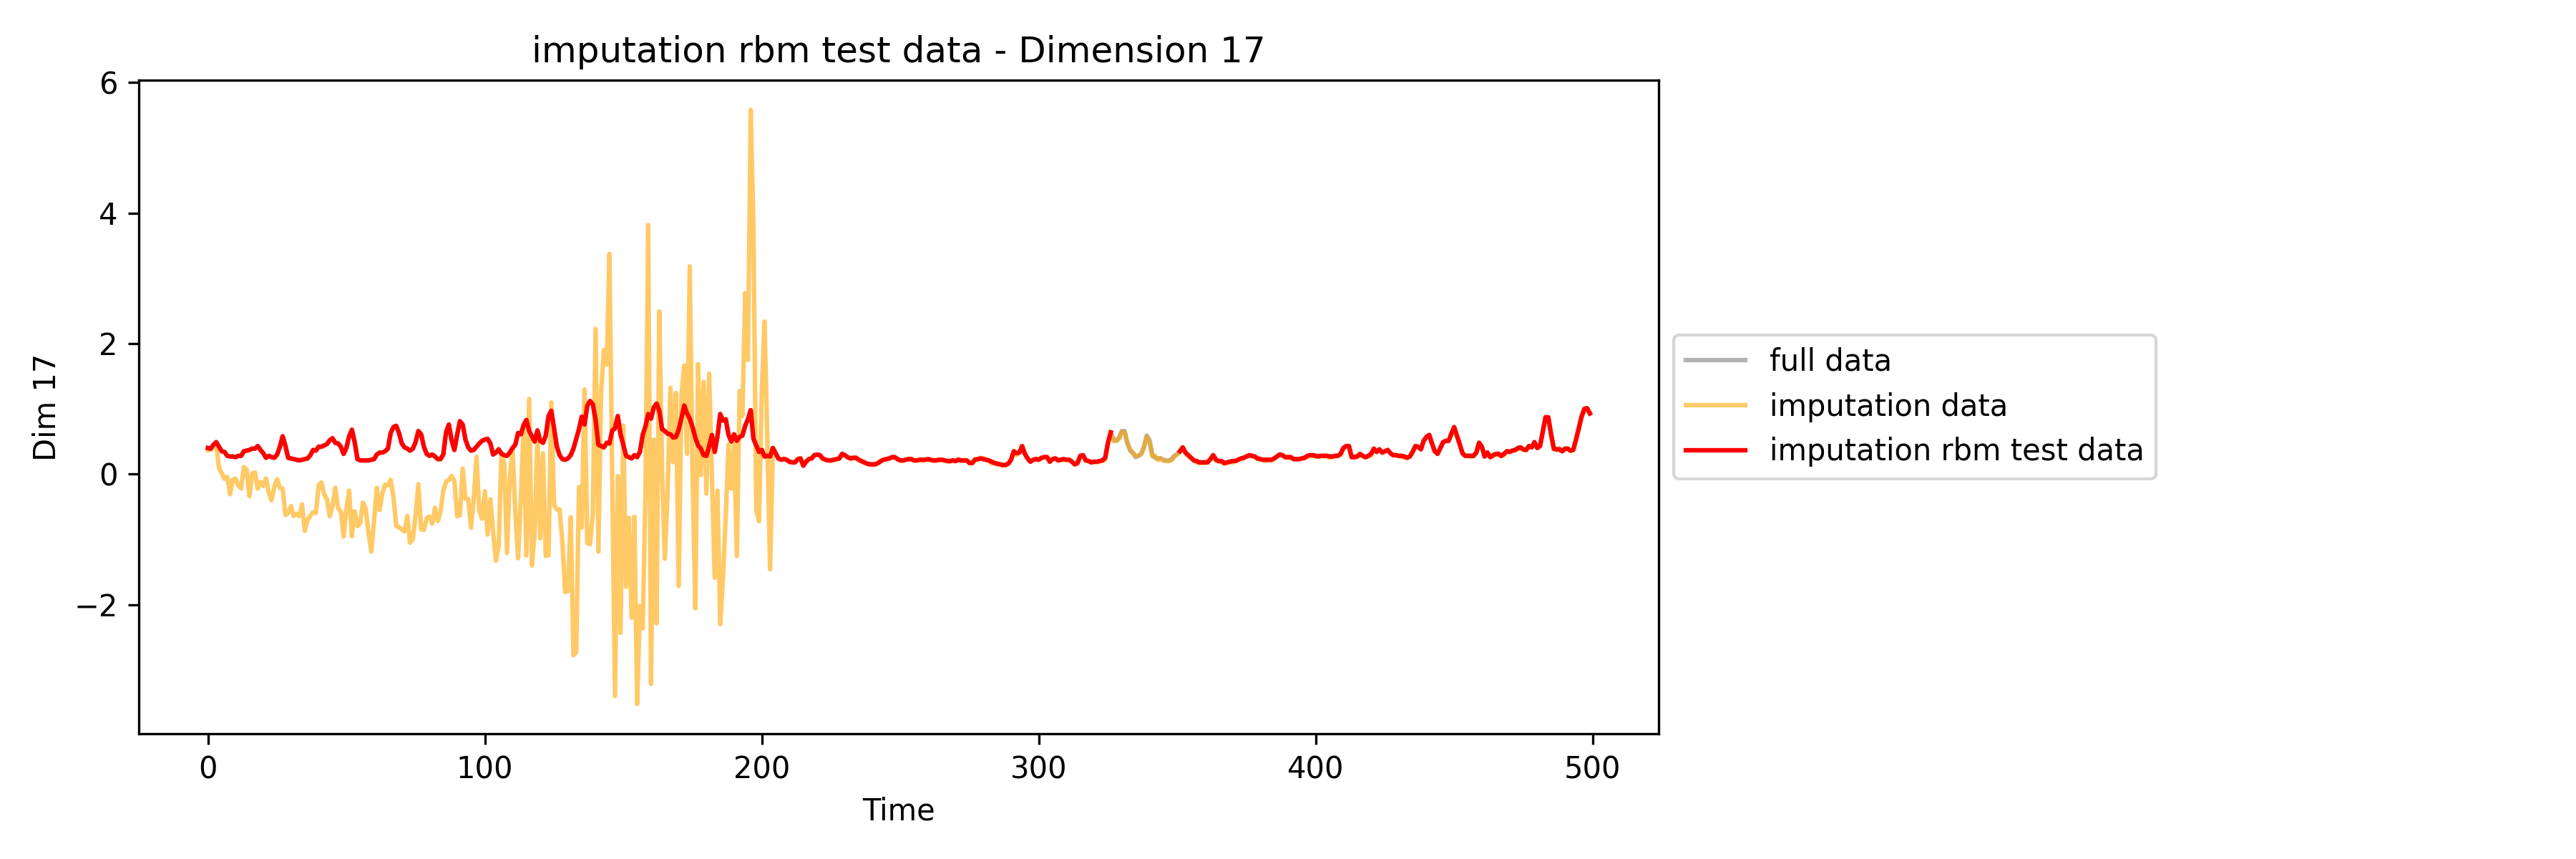 imputation rbm test data - Dimension 17
6
4
2
0
−2
Dim 17
0 100 200 300 400 500
Time
full data
imputation data
imputation rbm test data